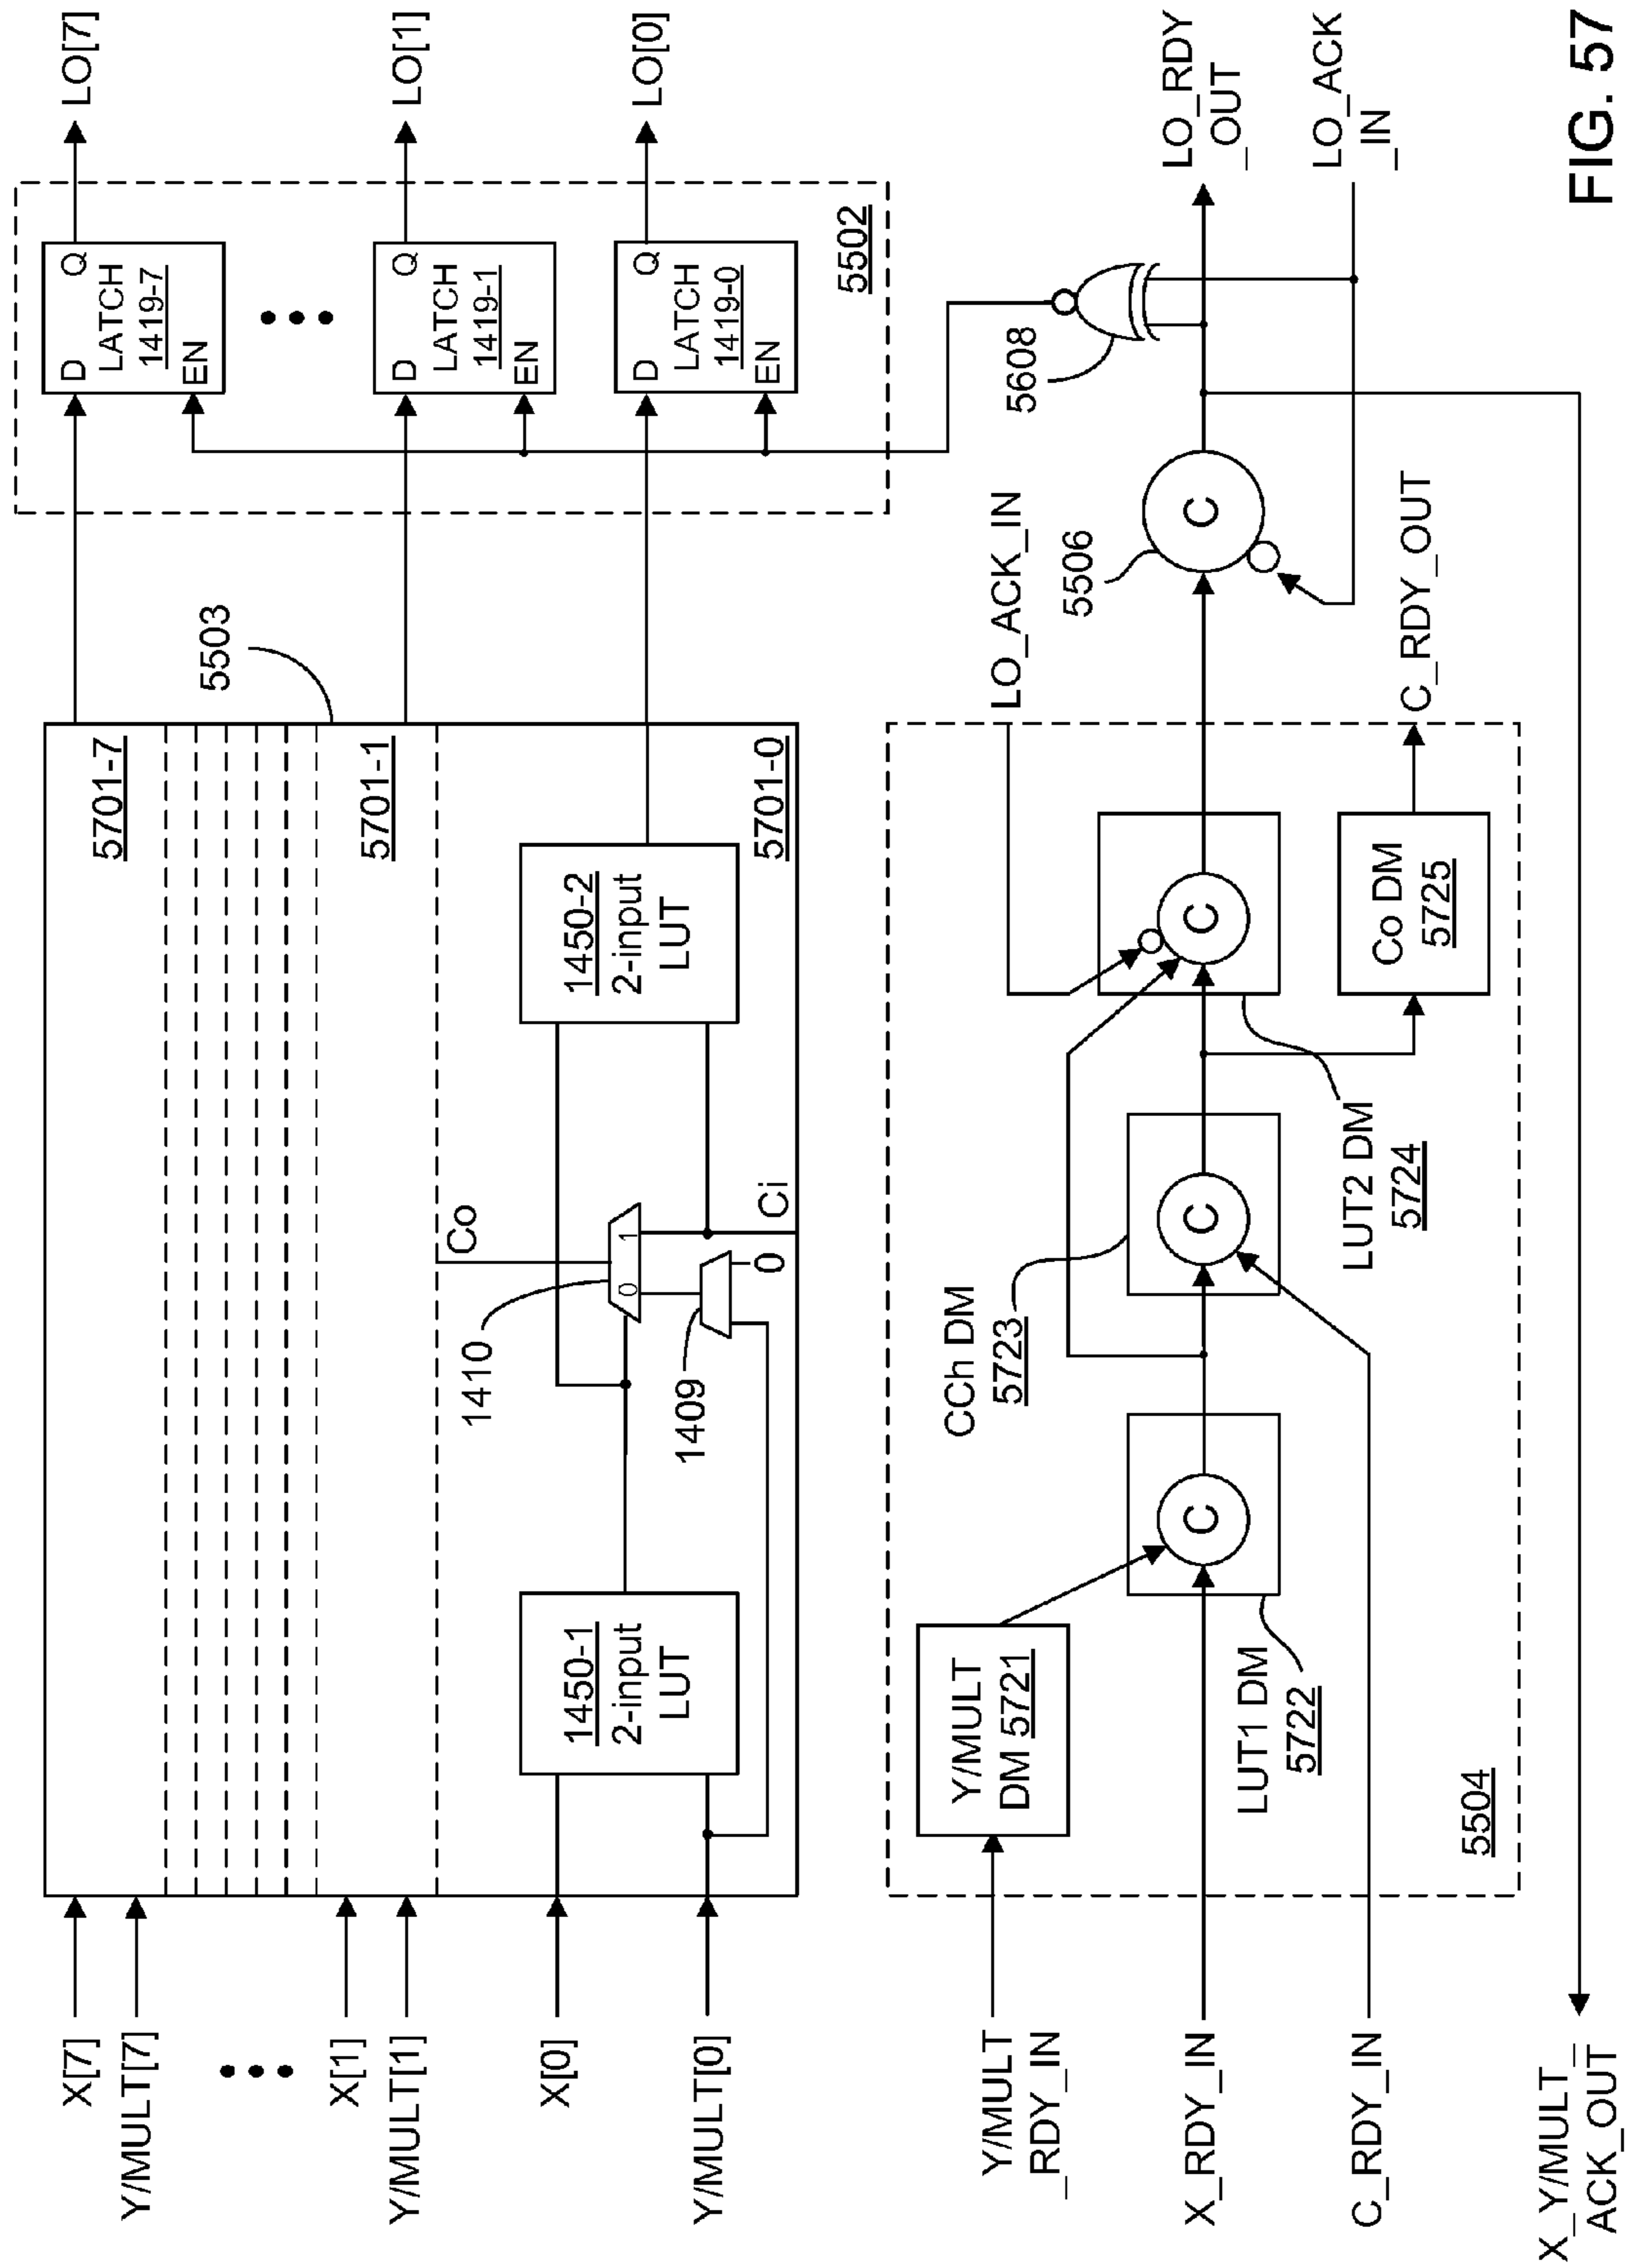 X[7]
Y/MULT[7]
X[1]
Y/MULT[1]
X[0]
Y/MULT[0]
5701-7
5701-1
5701-0
5503
1450-1
2-input
LUT
1450-2
2-input
LUT
1410
1409
0
1
0
Co
Ci
D
Q
LATCH
1419-7
EN
D
Q
LATCH
1419-1
EN
D
Q
LATCH
1419-0
EN
5502
LO[7]
LO[1]
LO[0]
Y/MULT
_RDY_IN
X_RDY_IN
C_RDY_IN
X_Y/MULT_
ACK_OUT
Y/MULT
DM 5721
C
LUT1 DM
5722
CCh DM
5723
C
LUT2 DM
5724
C
Co DM
5725
5504
LO_ACK_IN
C_RDY_OUT
5506
C
5608
LO_RDY
_OUT
LO_ACK
_IN
FIG. 57